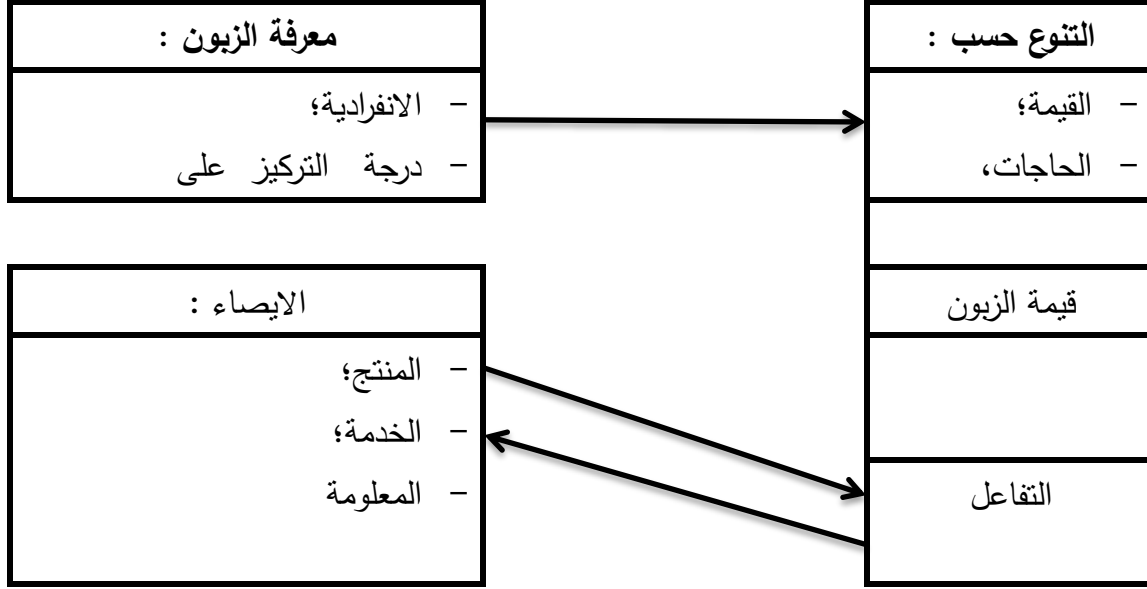 التنوع حسب :
- القيمة؛
- الحاجات،
معرفة الزبون :
- الانفرادية؛
- درجة التركيز على
قيمة الزبون
التفاعل
الايصاء :
- المنتج؛
- الخدمة؛
- المعلومة